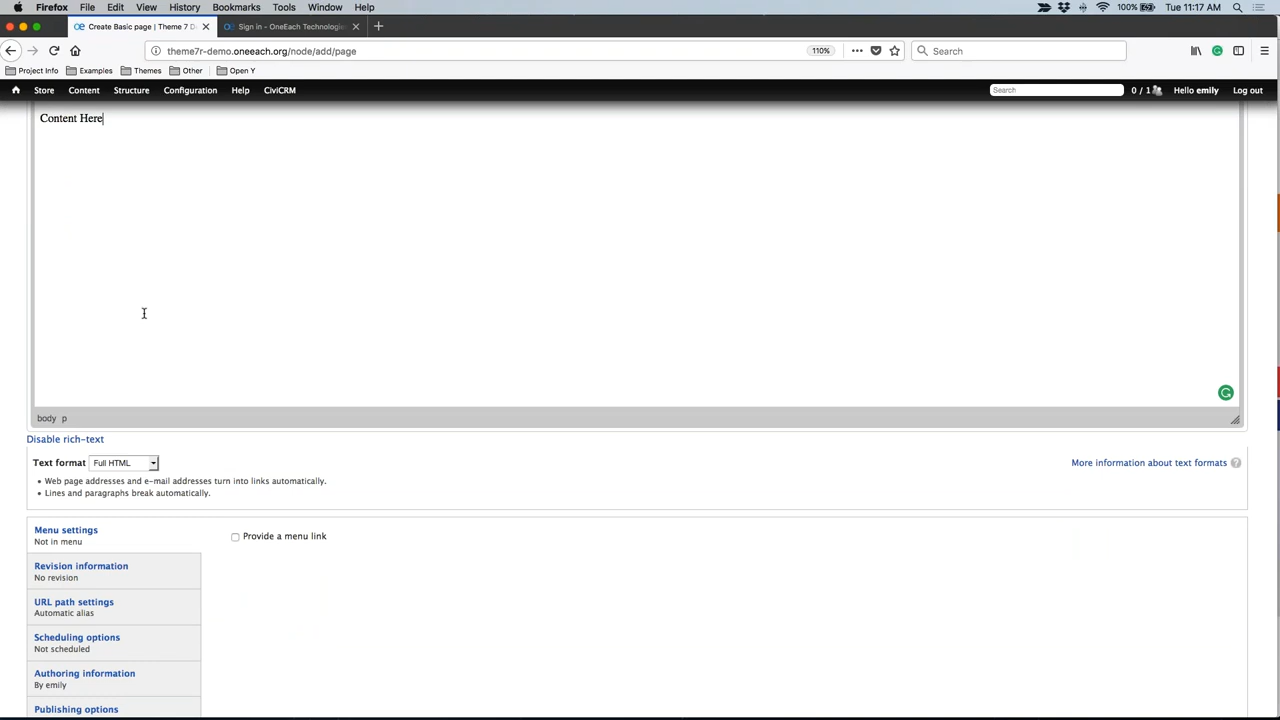 Firefox File Edit View History Bookmarks Tools Window Help 100% Tue 11:17 AM
Create Basic page | Theme 7 D Sign in - OneEach Technologie
theme7r-demo.oneeach.org/node/add/page 110% Search
Project Info Examples Themes Other Open Y
Store Content Structure Configuration Help CiviCRM Search 0 / 1 Hello emily Log out
Content Here
body p
Disable rich-text
Text format Full HTML More information about text formats ?
Web page addresses and e-mail addresses turn into links automatically.
Lines and paragraphs break automatically.
Menu settings
Not in menu
Provide a menu link
Revision information
No revision
URL path settings
Automatic alias
Scheduling options
Not scheduled
Authoring information
By emily
Publishing options